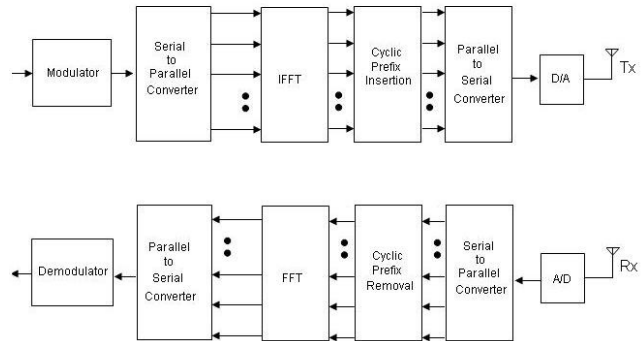 Modulator
Serial
to
Parallel
Converter
IFFT
Cyclic
Prefix
Insertion
Parallel
to
Serial
Converter
D/A
Tx
Demodulator
Parallel
to
Serial
Converter
FFT
Cyclic
Prefix
Removal
Serial
to
Parallel
Converter
A/D
Rx